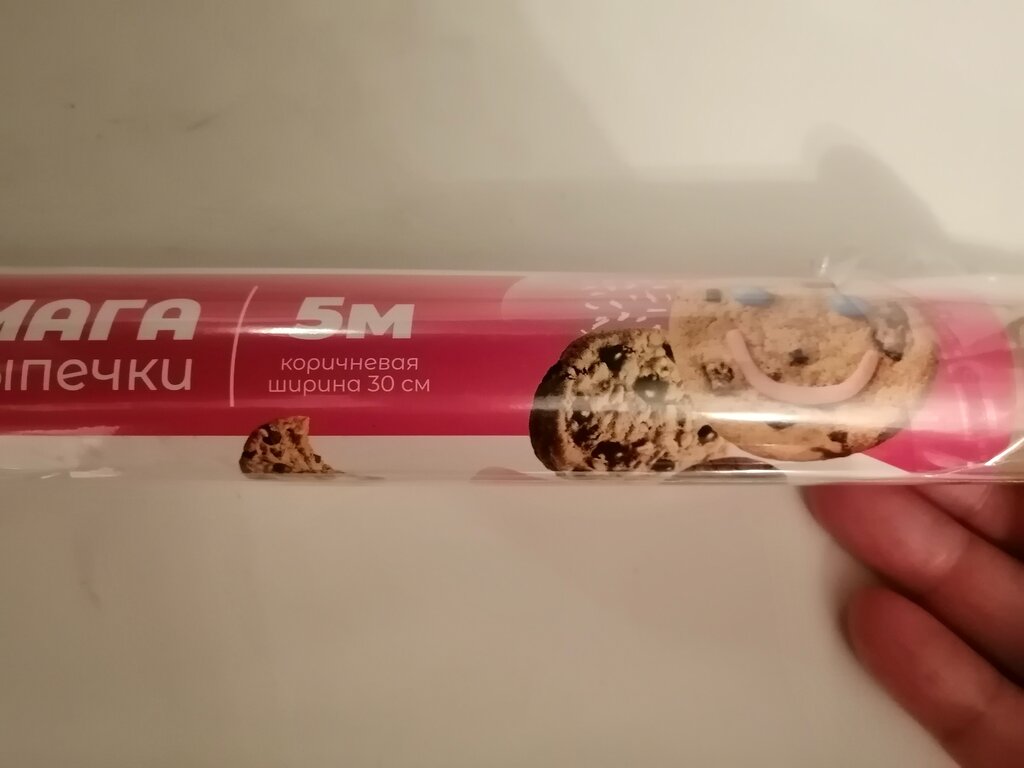 МАГА
ыпечки
5м
коричневая
ширина 30 см